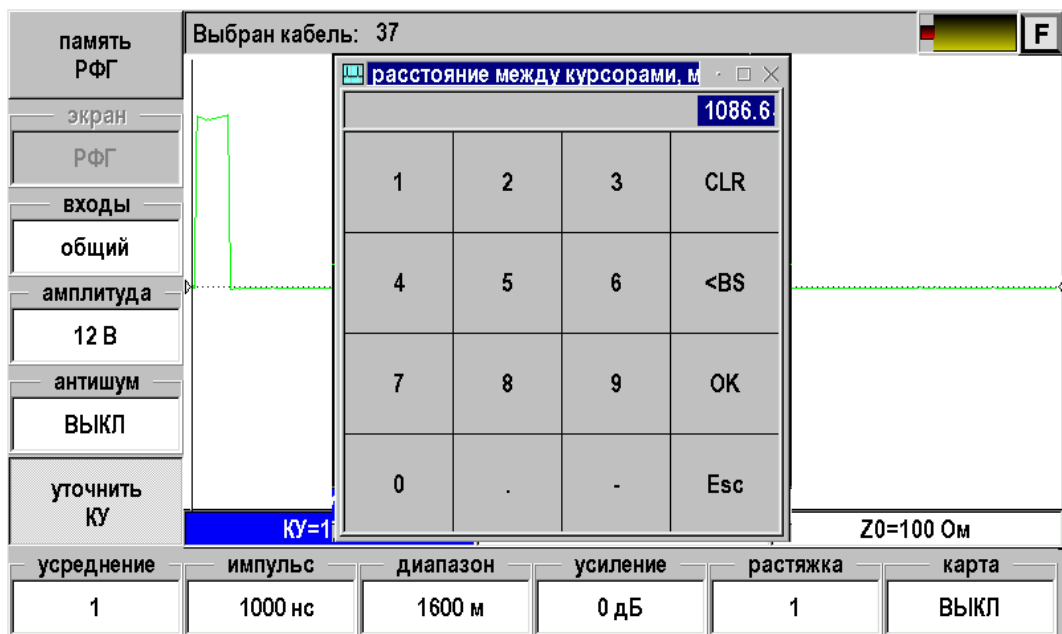 память
РФГ
Выбран кабель: 37
F
экран
РФГ
входы
общий
амплитуда
12 В
антишум
ВЫКЛ
уточнить
КУ
расстояние между курсорами, м
1086.6
1 2 3 CLR
4 5 6 <BS
7 8 9 OK
0 . - Esc
КУ=1
Z0=100 Ом
усреднение
1
импульс
1000 нс
диапазон
1600 м
усиление
0 дБ
растяжка
1
карта
ВЫКЛ